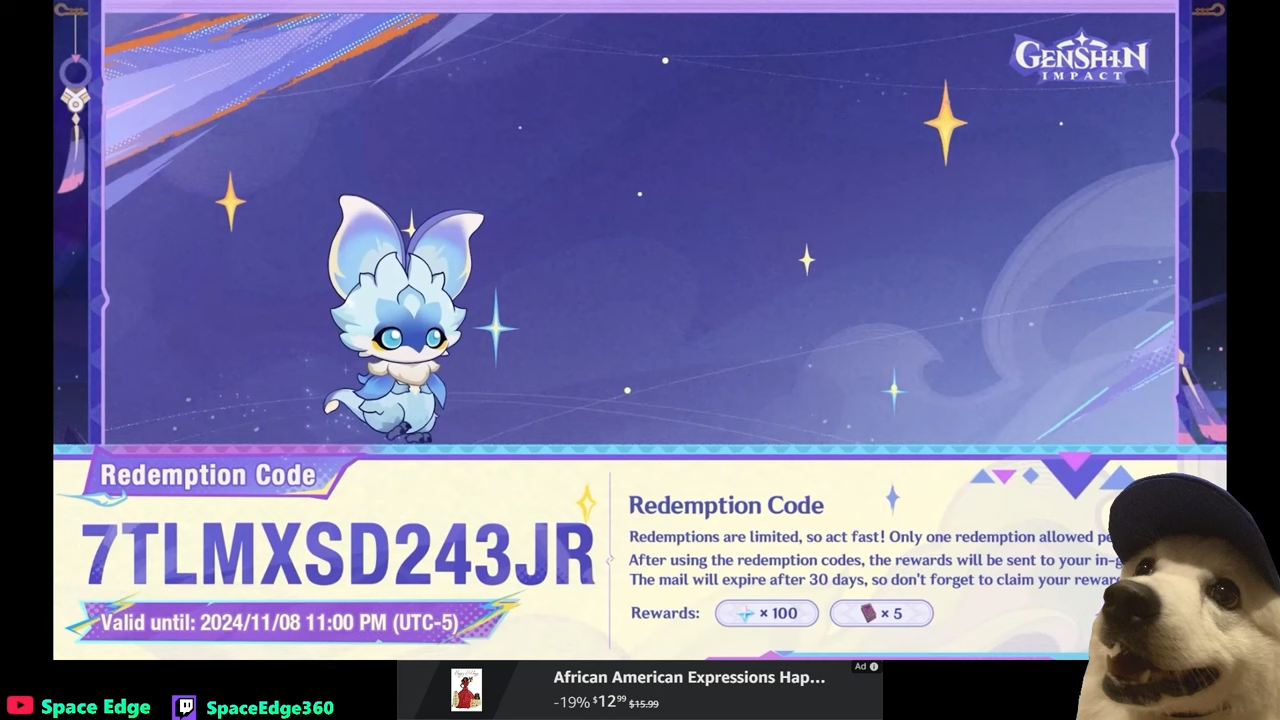 GENSHIN
IMPACT
Redemption Code
7TLMXSD243JR
Valid until: 2024/11/08 11:00 PM (UTC-5)
Redemption Code
Redemptions are limited, so act fast! Only one redemption allowed pe
After using the redemption codes, the rewards will be sent to your in-g
The mail will expire after 30 days, so don't forget to claim your rewar
Rewards: × 100 × 5
Ad
African American Expressions Hap...
-19% $12.99 $15.99
Space Edge SpaceEdge360